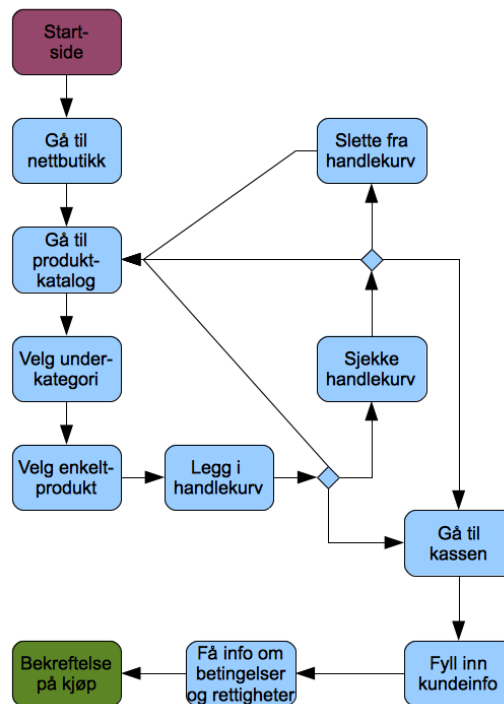 Start-
side
Gå til
nettbutikk
Slette fra
handlekurv
Gå til
produkt-
katalog
Velg under-
kategori
Sjekke
handlekurv
Velg enkelt-
produkt
Legg i
handlekurv
Gå til
kassen
Bekreftelse
på kjøp
Få info om
betingelser
og rettigheter
Fyll inn
kundeinfo